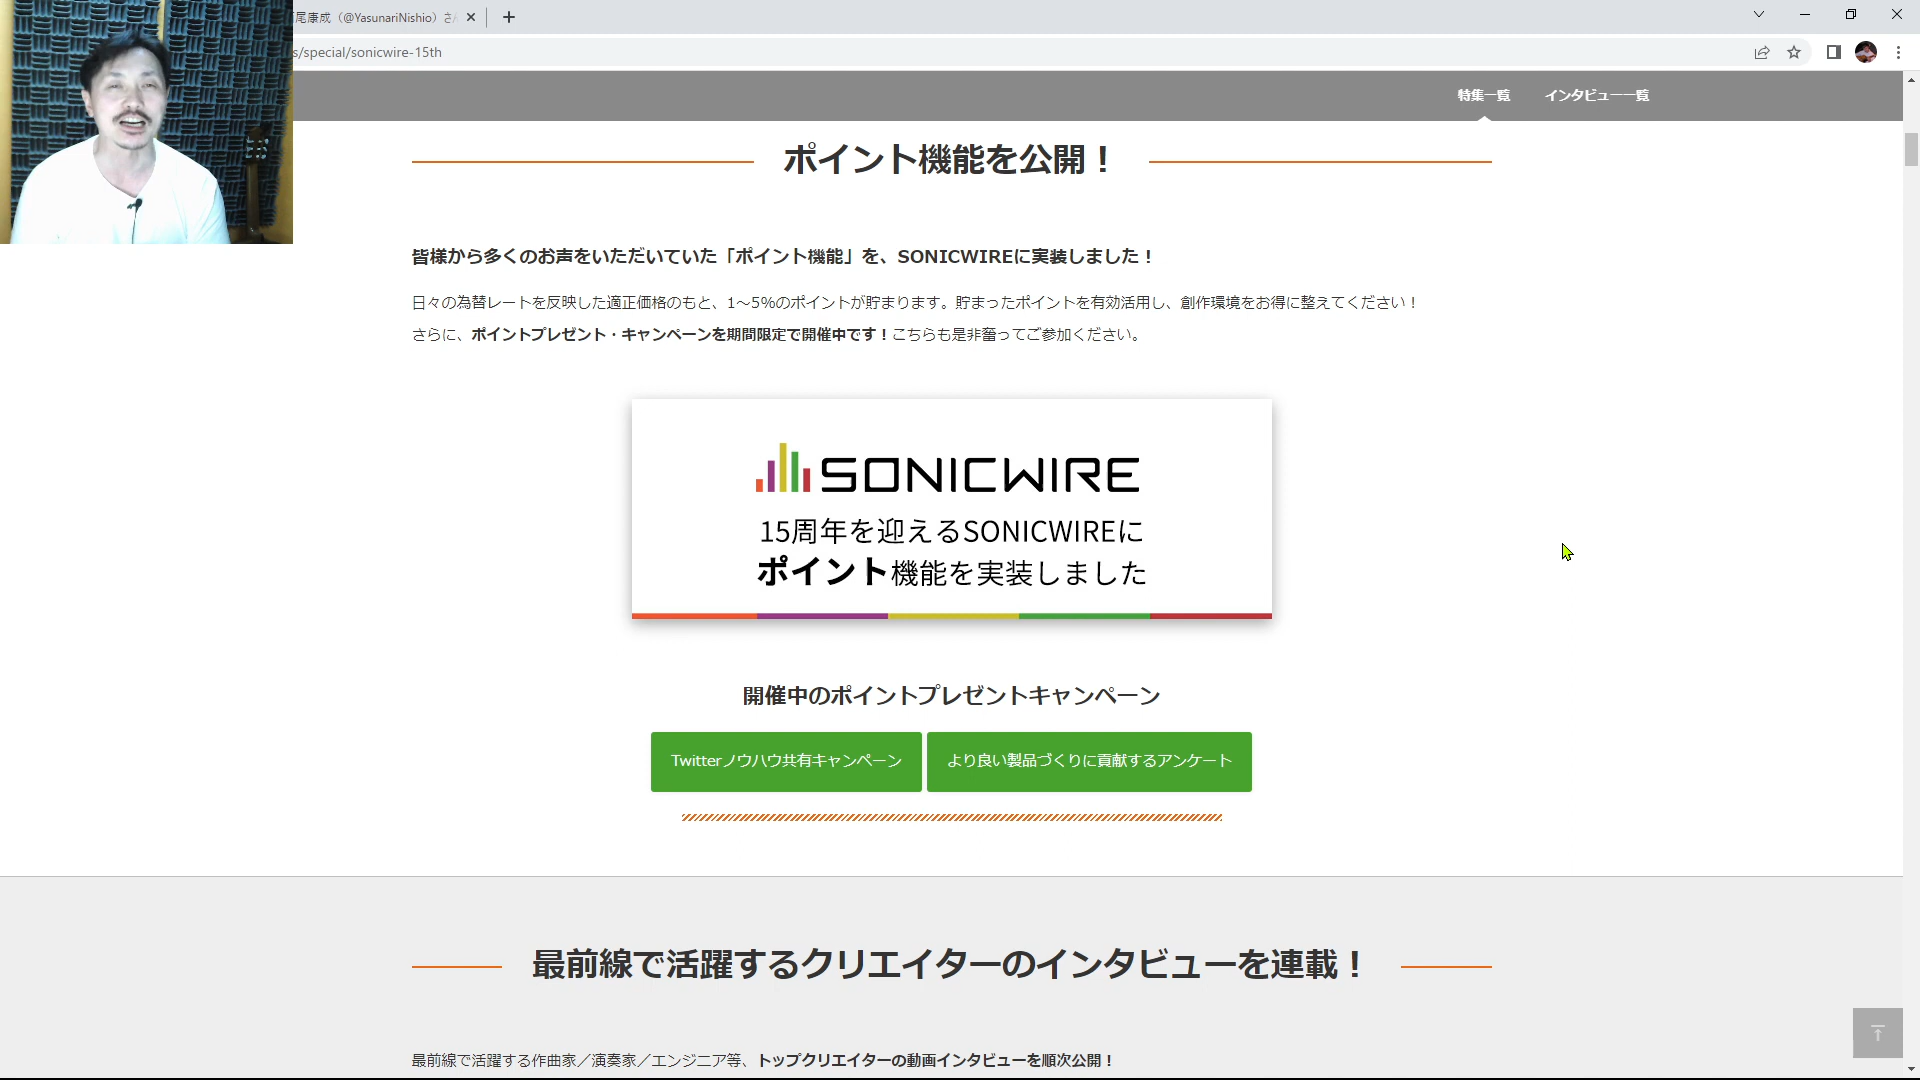 尾康成（@YasunariNishio）さ
s/special/sonicwire-15th
特集一覧 インタビュー一覧
ポイント機能を公開！
皆様から多くのお声をいただいていた「ポイント機能」を、SONICWIREに実装しました！
日々の為替レートを反映した適正価格のもと、1〜5%のポイントが貯まります。貯まったポイントを有効活用し、創作環境をお得に整えてください！
さらに、ポイントプレゼント・キャンペーンを期間限定で開催中です！こちらも是非奮ってご参加ください。
SONICWIRE
15周年を迎えるSONICWIREに
ポイント機能を実装しました
開催中のポイントプレゼントキャンペーン
Twitterノウハウ共有キャンペーン
より良い製品づくりに貢献するアンケート
最前線で活躍するクリエイターのインタビューを連載！
最前線で活躍する作曲家／演奏家／エンジニア等、トップクリエイターの動画インタビューを順次公開！